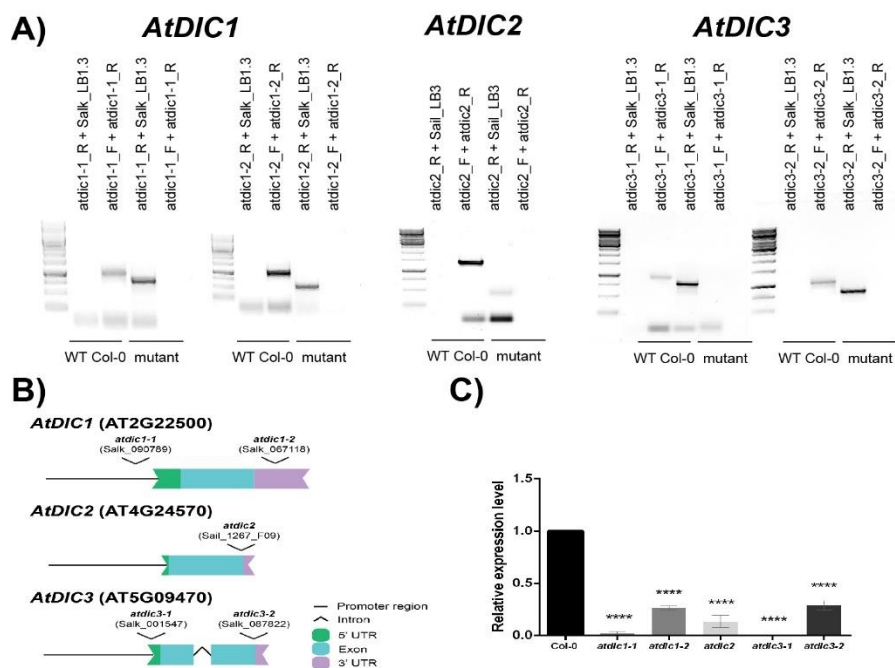 A)
AtDIC1
AtDIC2
AtDIC3
atdic1-1_R + Salk_LB1.3
atdic1-1_F + atdic1-1_R
atdic1-1_R + Salk_LB1.3
atdic1-1_F + atdic1-1_R
atdic1-2_R + Salk_LB1.3
atdic1-2_F + atdic1-2_R
atdic1-2_R + Salk_LB1.3
atdic1-2_F + atdic1-2_R
atdic2_R + Sail_LB3
atdic2_F + atdic2_R
atdic2_R + Sail_LB3
atdic2_F + atdic2_R
atdic3-1_R + Salk_LB1.3
atdic3-1_F + atdic3-1_R
atdic3-1_R + Salk_LB1.3
atdic3-1_F + atdic3-1_R
atdic3-2_R + Salk_LB1.3
atdic3-2_F + atdic3-2_R
atdic3-2_R + Salk_LB1.3
atdic3-2_F + atdic3-2_R
WT Col-0 mutant
WT Col-0 mutant
WT Col-0 mutant
WT Col-0 mutant
WT Col-0 mutant
B)
AtDIC1 (AT2G22500)
atdic1-1
(Salk_090789)
atdic1-2
(Salk_067118)
AtDIC2 (AT4G24570)
atdic2
(Sail_1267_F09)
AtDIC3 (AT5G09470)
atdic3-1
(Salk_001547)
atdic3-2
(Salk_087822)
Promoter region
Intron
5' UTR
Exon
3' UTR
C)
Relative expression level
1.5
1.0
0.5
0.0
****
****
****
****
****
Col-0
atdic1-1
atdic1-2
atdic2
atdic3-1
atdic3-2